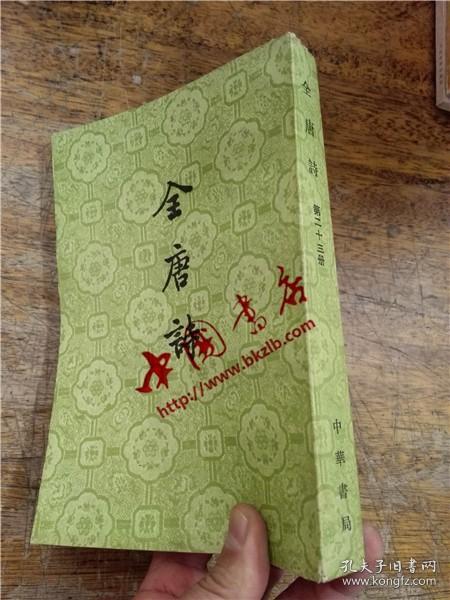 全唐詩
全唐詩 第二十三册
中華書局
中國書店
http://www.bkzlb.com
孔夫子旧书网
www.kongfz.com